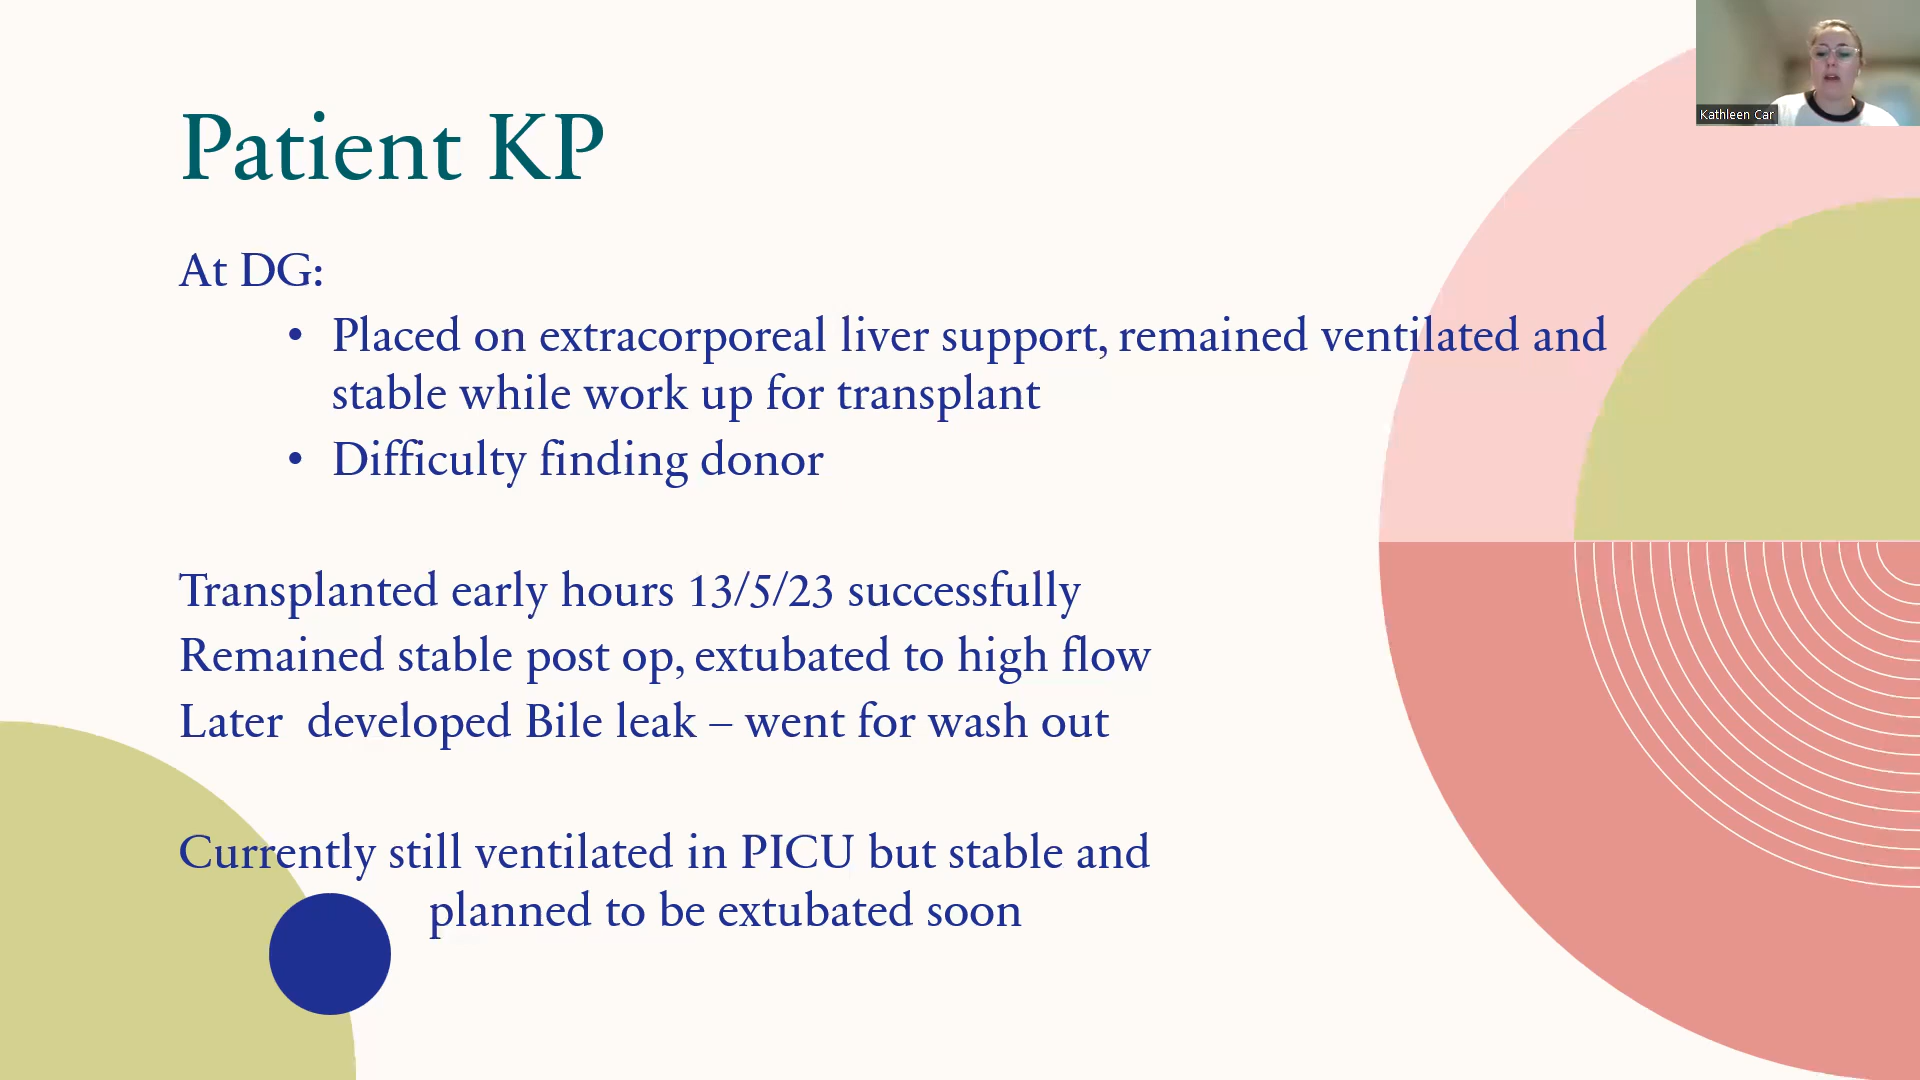 Kathleen Car
Patient KP
At DG:
• Placed on extracorporeal liver support, remained ventilated and
stable while work up for transplant
• Difficulty finding donor
Transplanted early hours 13/5/23 successfully
Remained stable post op, extubated to high flow
Later  developed Bile leak – went for wash out
Currently still ventilated in PICU but stable and
planned to be extubated soon